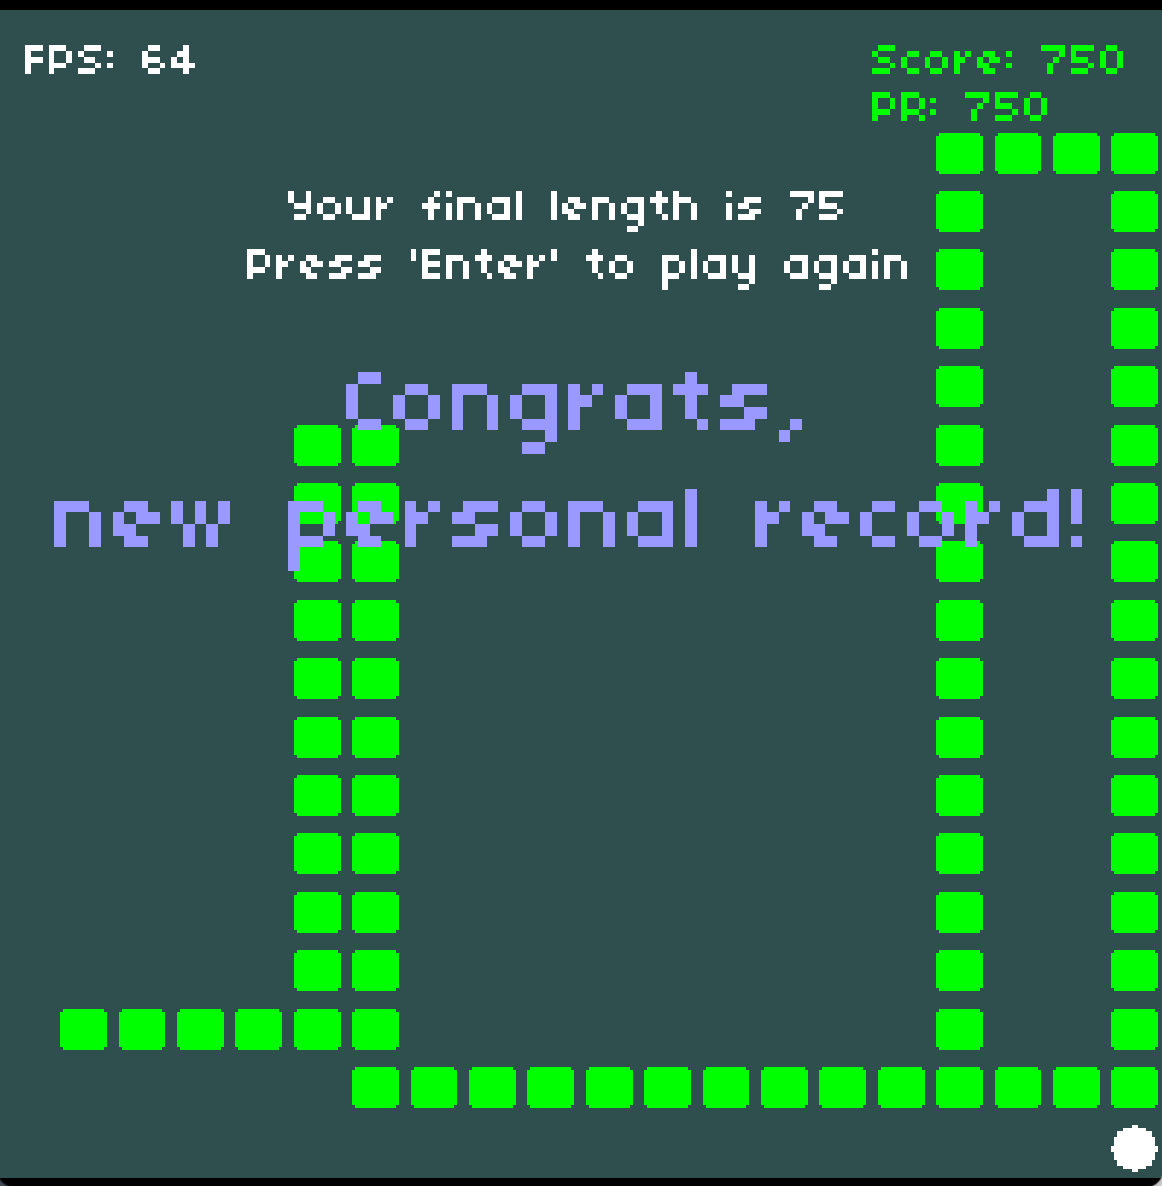 FPS: 64
Score: 750
PR: 750
Your final length is 75
Press 'Enter' to play again
Congrats,
new personal record!